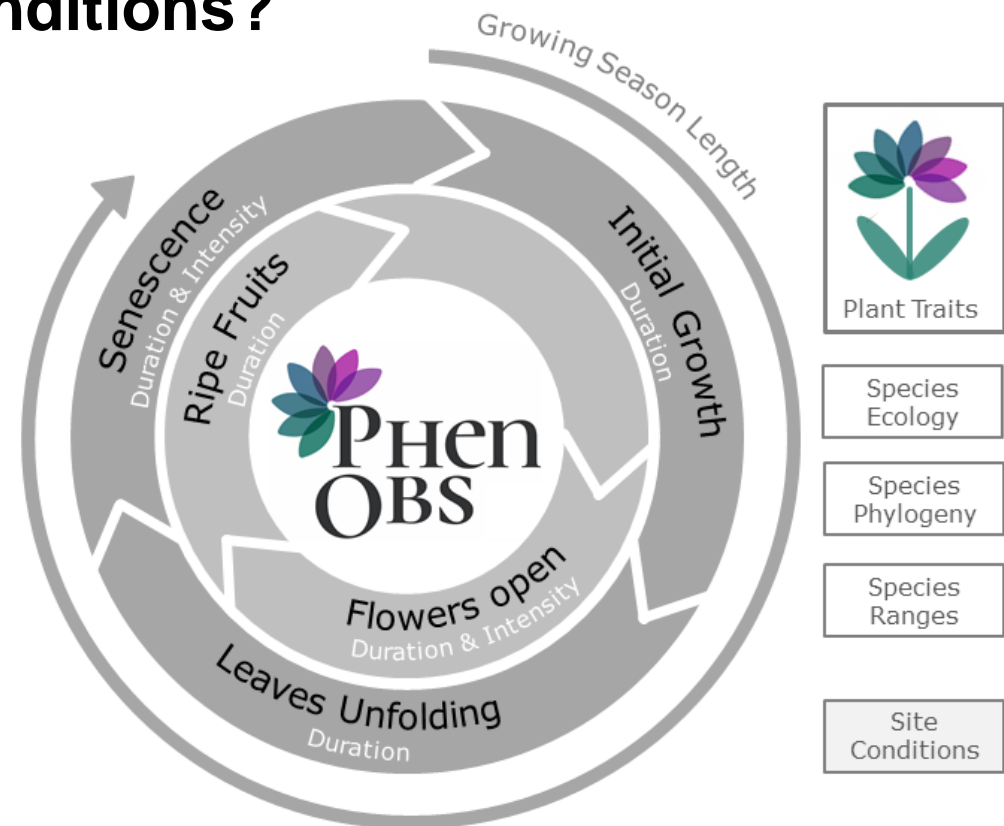 nditions?
Growing Season Length
Initial Growth
Duration
Senescence
Duration & Intensity
Ripe Fruits
Duration
PHen
OBS
Flowers open
Duration & Intensity
Leaves Unfolding
Duration
Plant Traits
Species
Ecology
Species
Phylogeny
Species
Ranges
Site
Conditions